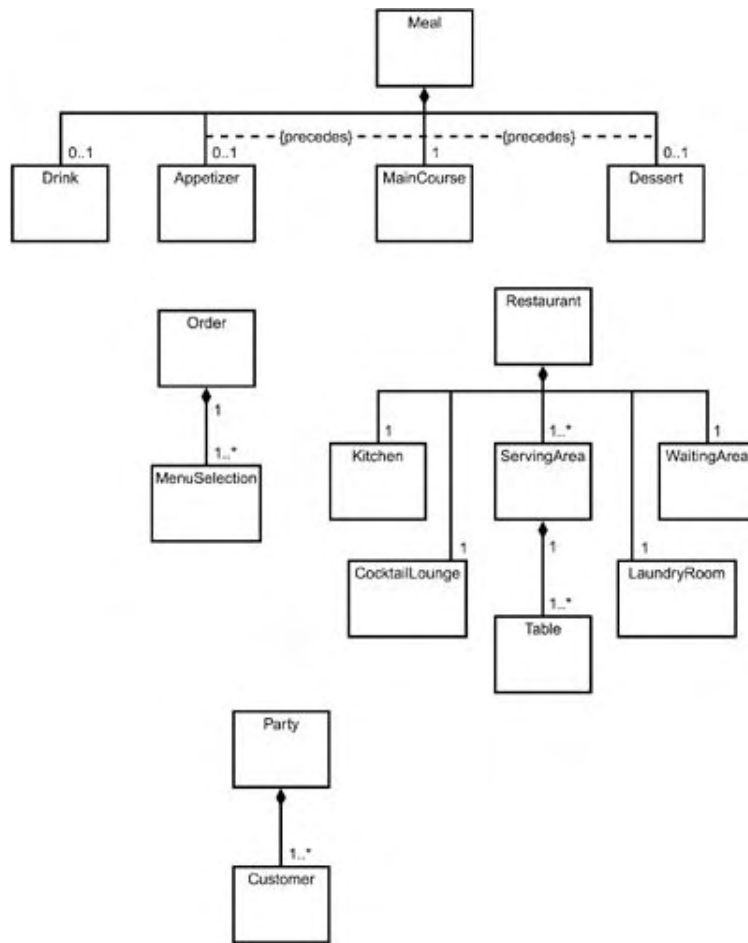 Meal
{precedes} {precedes}
0..1 0..1 1 0..1
Drink Appetizer MainCourse Dessert
Restaurant
Order
1
1 1..* 1
1..* Kitchen ServingArea WaitingArea
MenuSelection
1 1 1
CocktailLounge LaundryRoom
1..*
Table
Party
1..*
Customer